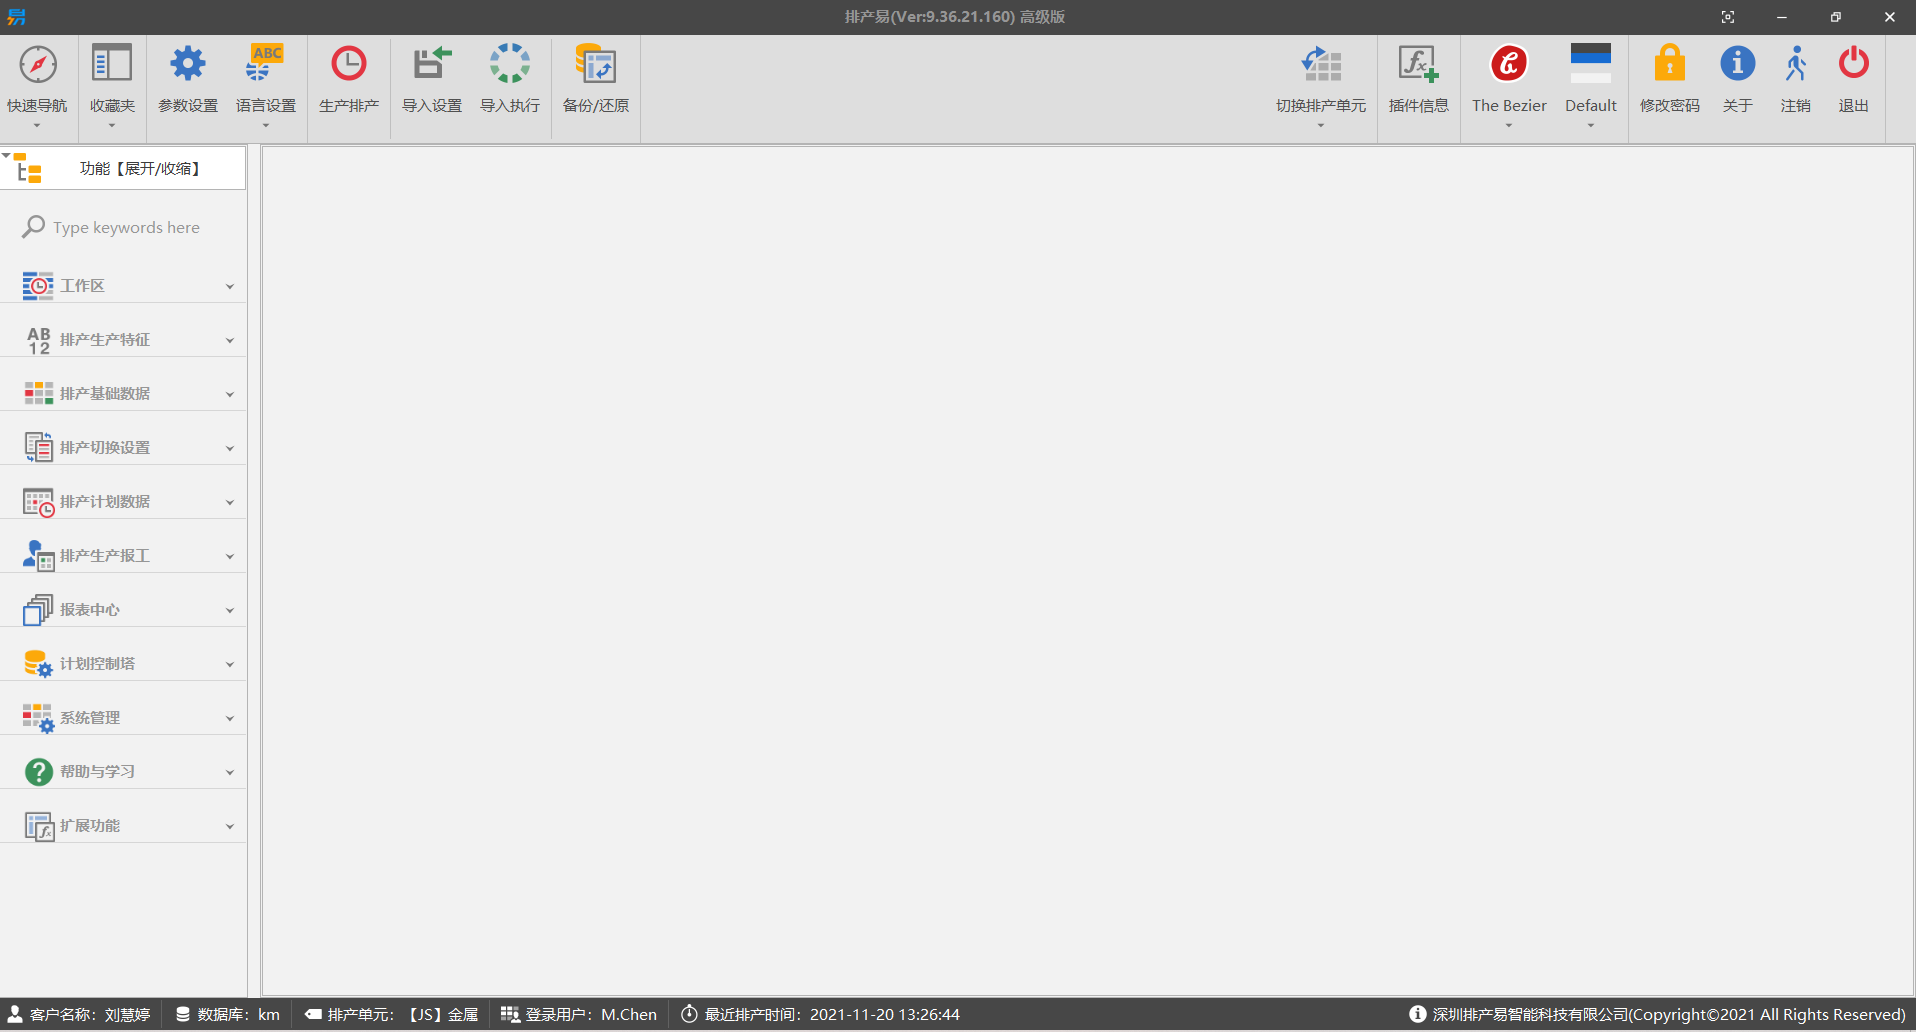 排产易(Ver:9.36.21.160) 高级版
快速导航
收藏夹
参数设置
ABC
语言设置
生产排产
导入设置
导入执行
备份/还原
切换排产单元
插件信息
The Bezier
Default
修改密码
关于
注销
退出
功能【展开/收缩】
Type keywords here
工作区
AB
12
排产生产特征
排产基础数据
排产切换设置
排产计划数据
排产生产报工
报表中心
计划控制塔
系统管理
帮助与学习
扩展功能
客户名称：刘慧婷
数据库：km
排产单元：【JS】金属
登录用户：M.Chen
最近排产时间：2021-11-20 13:26:44
深圳排产易智能科技有限公司(Copyright©2021 All Rights Reserved)